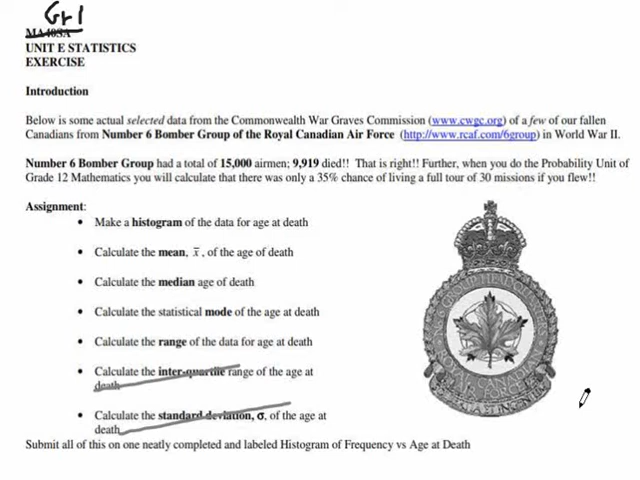 Gr 1
MA40SA
UNIT E STATISTICS
EXERCISE
Introduction
Below is some actual selected data from the Commonwealth War Graves Commission (www.cwgc.org) of a few of our fallen
Canadians from Number 6 Bomber Group of the Royal Canadian Air Force (http://www.rcaf.com/6group) in World War II.
Number 6 Bomber Group had a total of 15,000 airmen; 9,919 died!! That is right!! Further, when you do the Probability Unit of
Grade 12 Mathematics you will calculate that there was only a 35% chance of living a full tour of 30 missions if you flew!!
Assignment:
• Make a histogram of the data for age at death
• Calculate the mean, x̅, of the age of death
• Calculate the median age of death
• Calculate the statistical mode of the age at death
• Calculate the range of the data for age at death
• Calculate the inter-quartile range of the age at
death
• Calculate the standard deviation, σ, of the age at
death
Submit all of this on one neatly completed and labeled Histogram of Frequency vs Age at Death